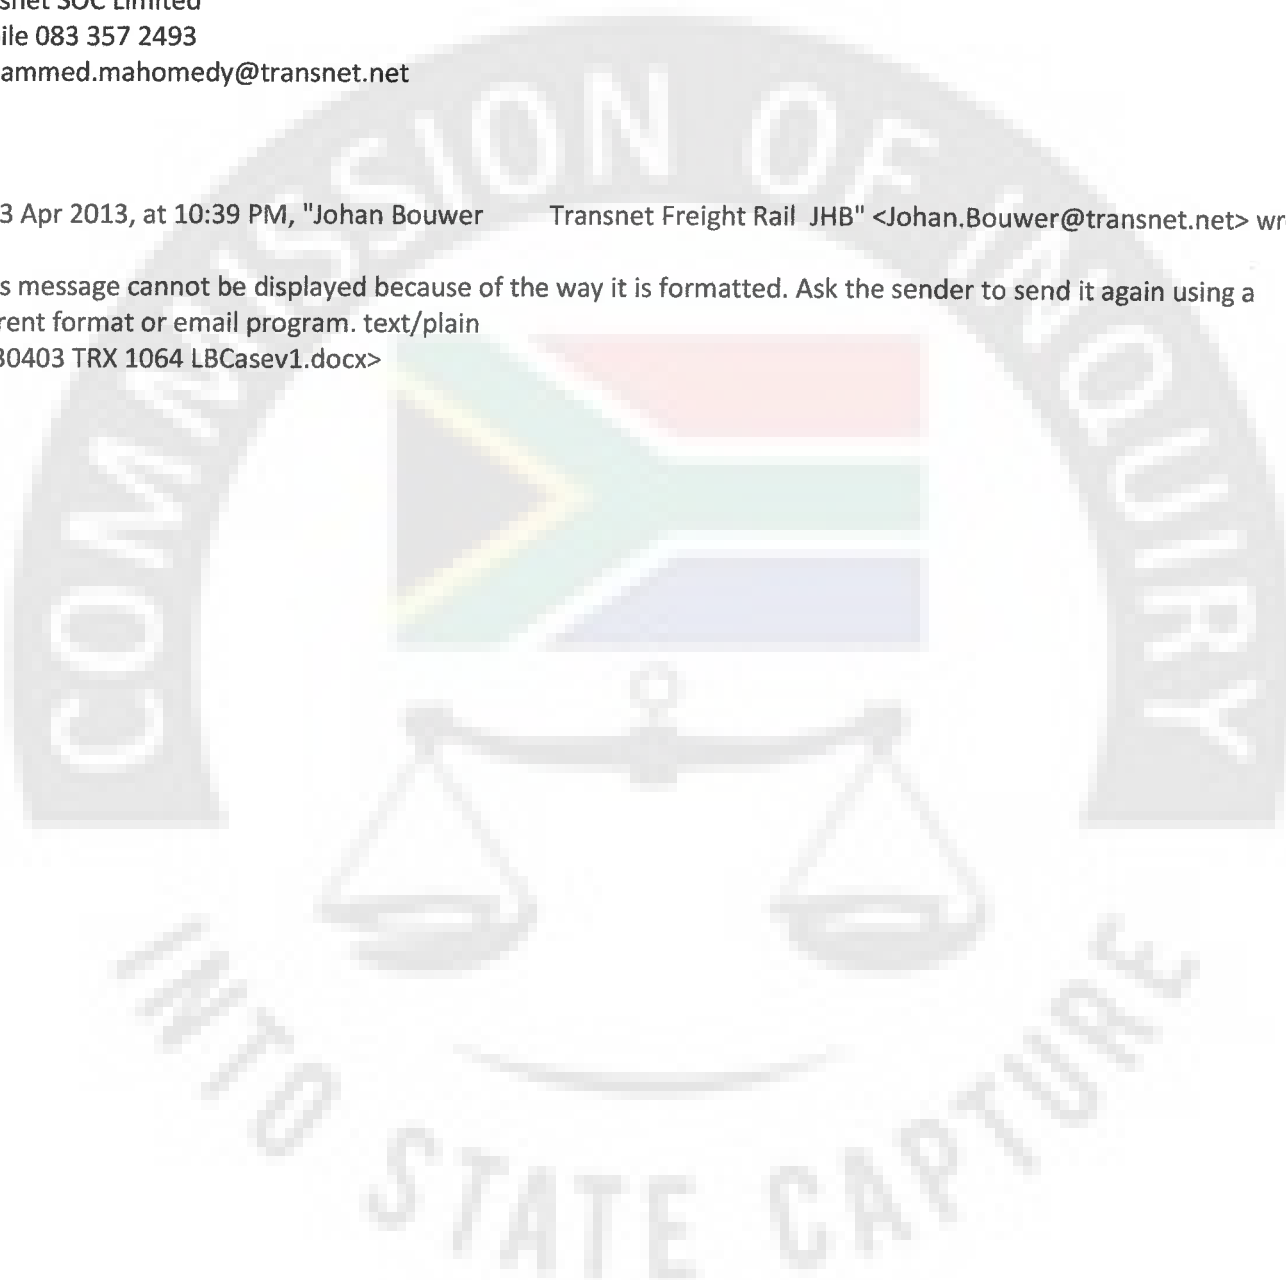 snet SOC Limited
ile 083 357 2493
ammed.mahomedy@transnet.net
3 Apr 2013, at 10:39 PM, "Johan Bouwer Transnet Freight Rail JHB" <Johan.Bouwer@transnet.net> wr
s message cannot be displayed because of the way it is formatted. Ask the sender to send it again using a
rent format or email program. text/plain
30403 TRX 1064 LBCasev1.docx>
COMMISSION OF INQUIRY
INTO STATE CAPTURE